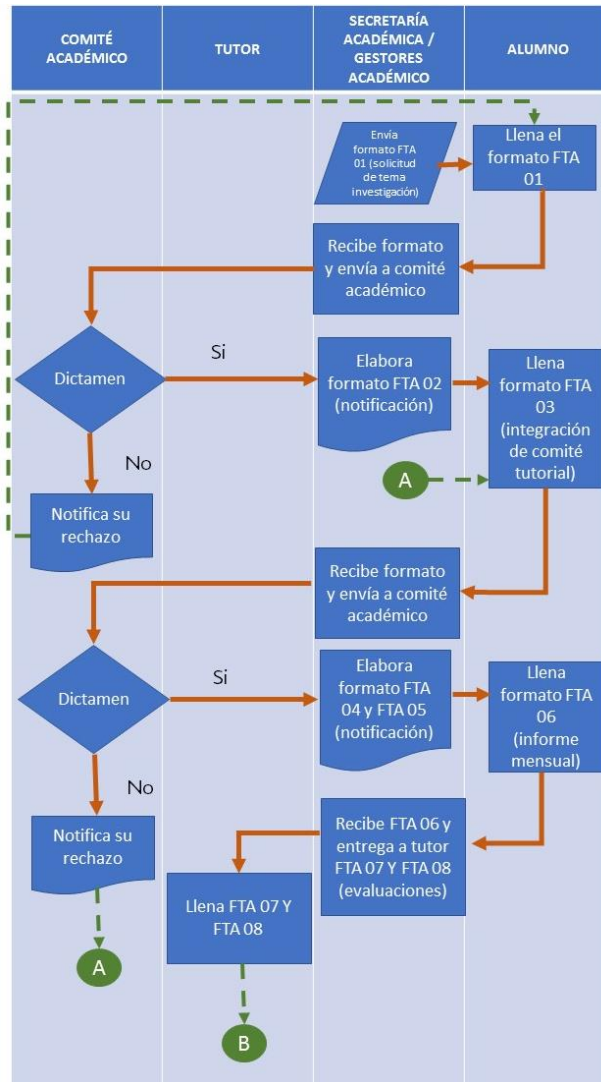 COMITÉ
ACADÉMICO
TUTOR
SECRETARÍA
ACADÉMICA /
GESTORES
ACADÉMICO
ALUMNO
Envía
formato FTA
01 (solicitud
de tema
investigación)
Llena el
formato FTA
01
Recibe formato
y envía a comité
académico
Dictamen
Si
Elabora
formato FTA 02
(notificación)
Llena
formato FTA
03
(integración
de comité
tutorial)
No
A
Notifica su
rechazo
Recibe formato
y envía a comité
académico
Dictamen
Si
Elabora
formato FTA
04 y FTA 05
(notificación)
Llena
formato FTA
06
(informe
mensual)
No
Notifica su
rechazo
Recibe FTA 06 y
entrega a tutor
FTA 07 Y FTA 08
(evaluaciones)
Llena FTA 07 Y
FTA 08
A
B